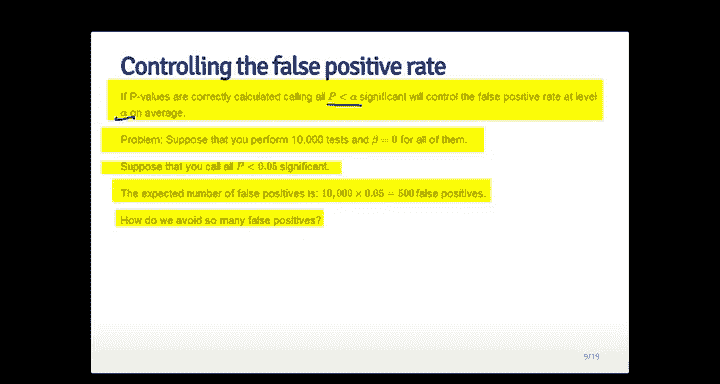 Controlling the false positive rate
If P-values are correctly calculated calling all P < α significant will control the false positive rate at level
α on average.
Problem: Suppose that you perform 10,000 tests and β = 0 for all of them.
Suppose that you call all P < 0.05 significant.
The expected number of false positives is: 10,000 × 0.05 = 500 false positives.
How do we avoid so many false positives?
9/19